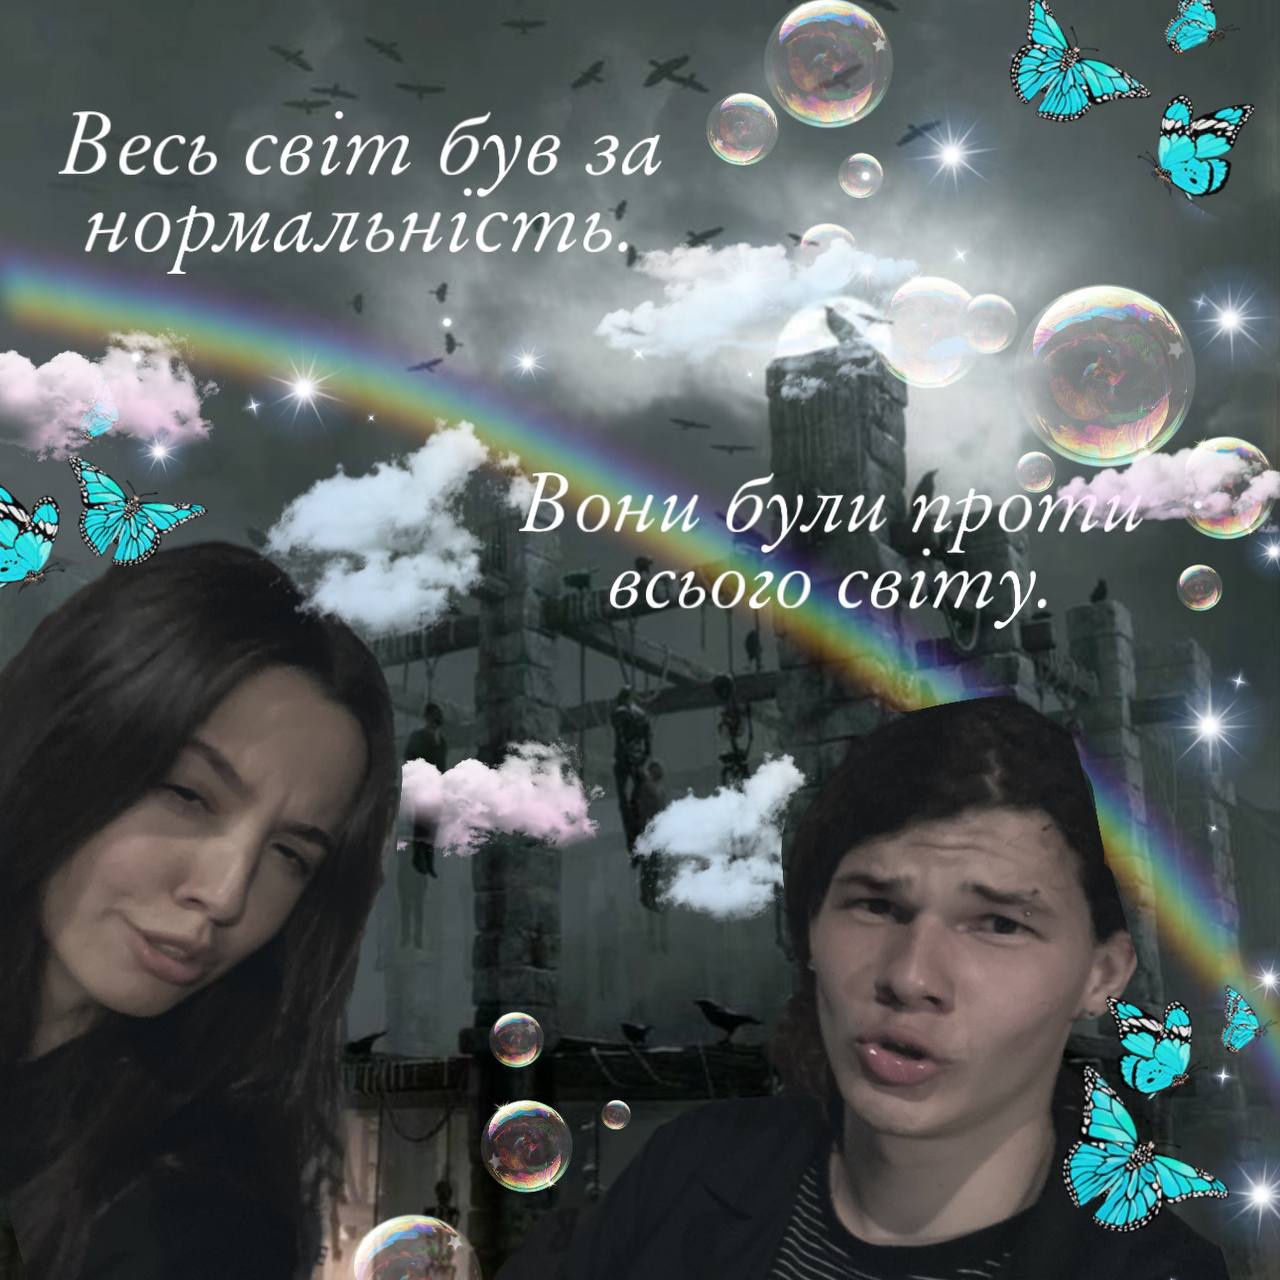 Весь світ був за
нормальність.
Вони були проти
всього світу.